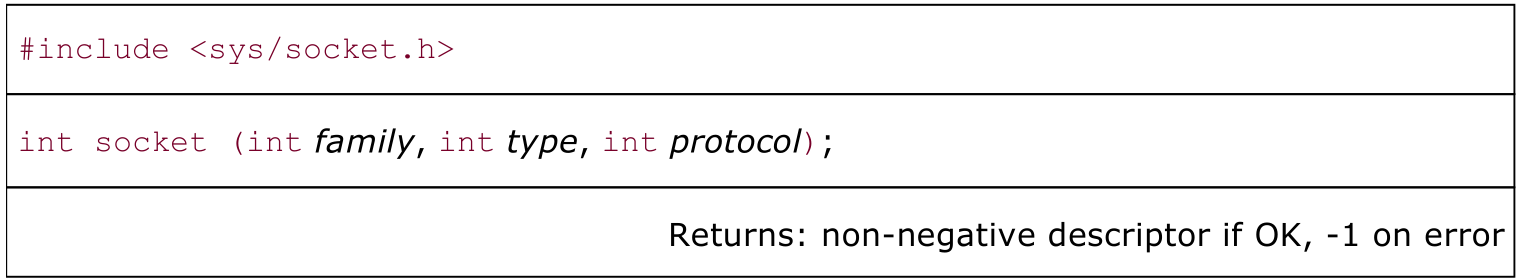 #include <sys/socket.h>
int socket (int family, int type, int protocol);
Returns: non-negative descriptor if OK, -1 on error